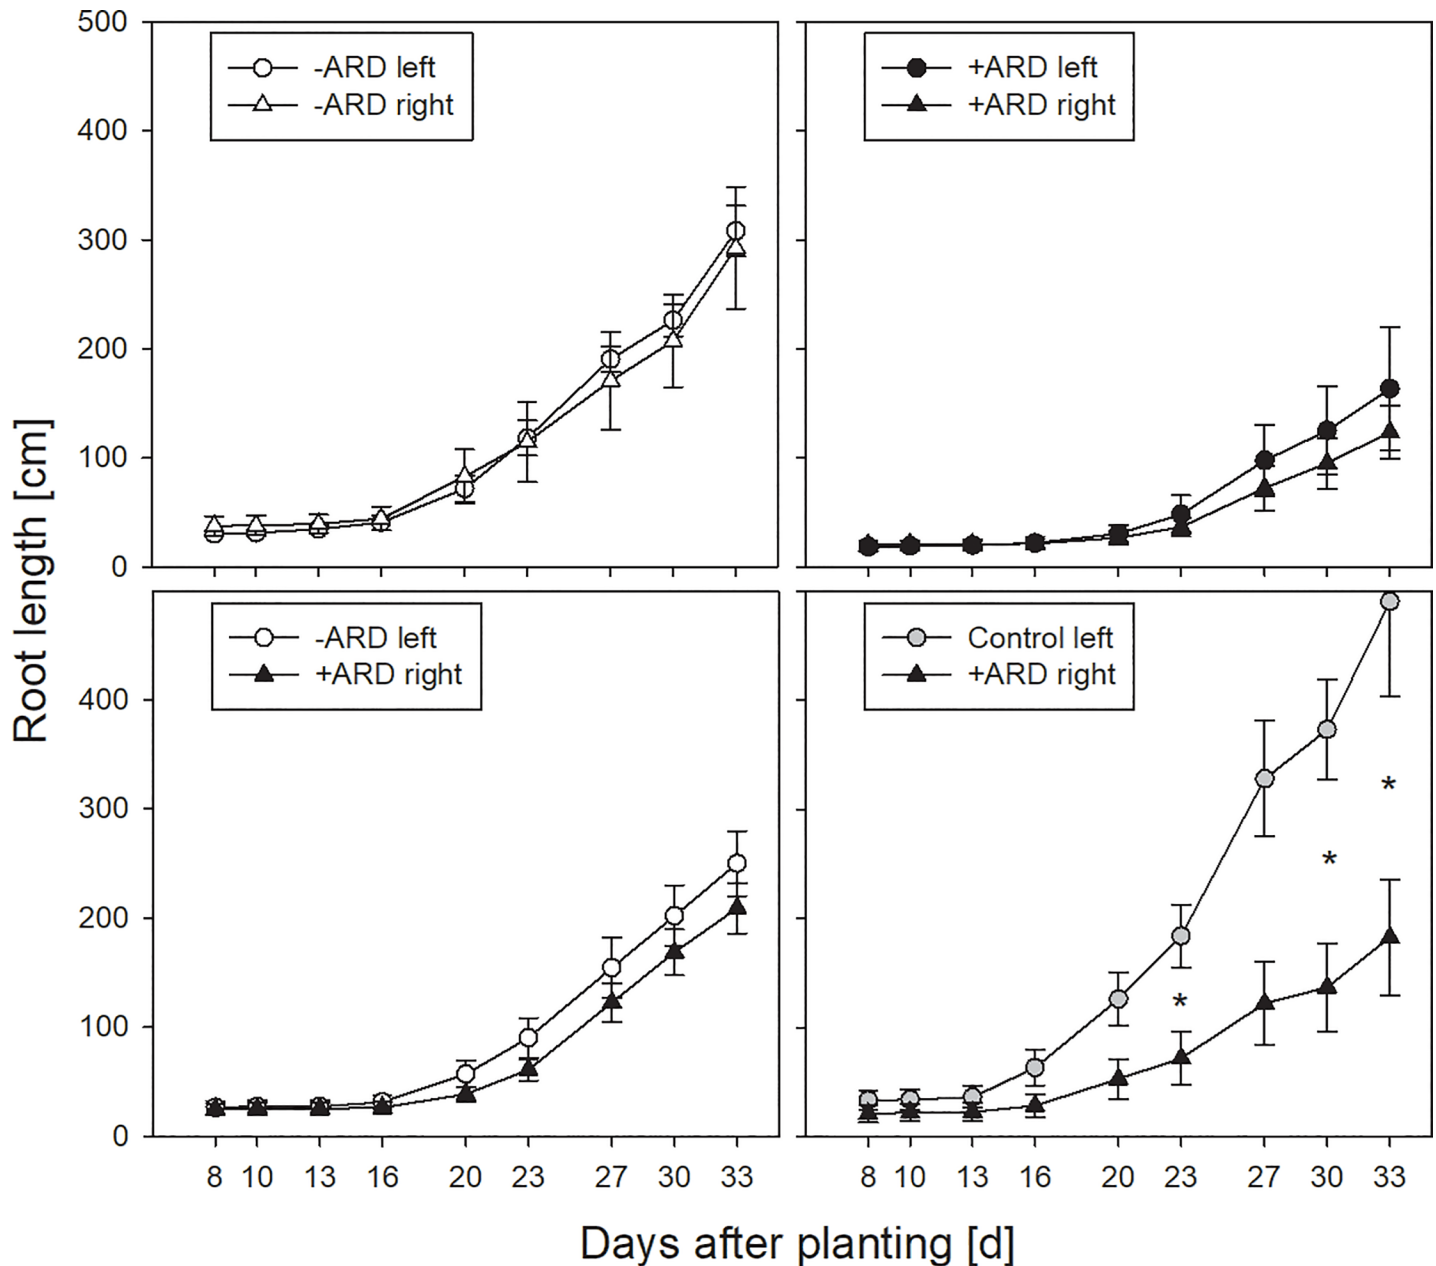 500
400
300
200
100
0
-ARD left
-ARD right
+ARD left
+ARD right
400
300
200
100
0
-ARD left
+ARD right
Control left
+ARD right
*
*
*
8 10 13 16 20 23 27 30 33
8 10 13 16 20 23 27 30 33
Root length [cm]
Days after planting [d]